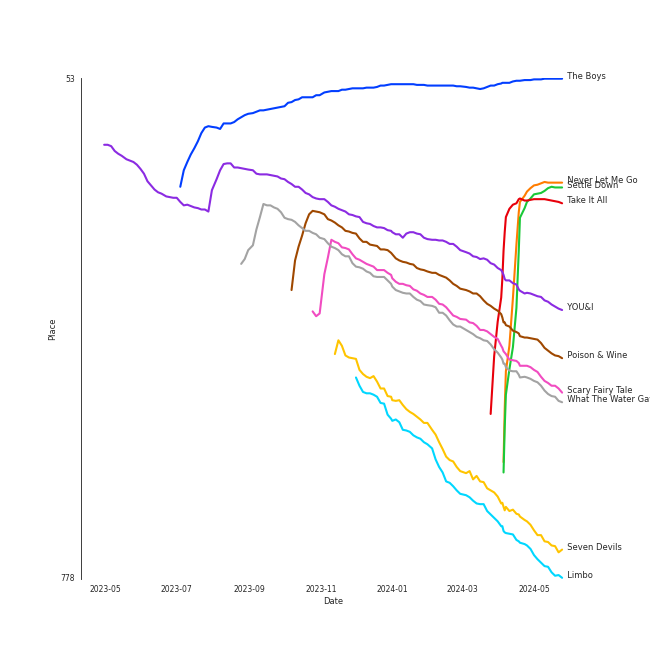 53
The Boys
Never Let Me Go
Settle Down
Take It All
YOU&I
Place
Poison & Wine
Scary Fairy Tale
What The Water Ga
Seven Devils
Limbo
778
2023-05 2023-07 2023-09 2023-11 2024-01 2024-03 2024-05
Date